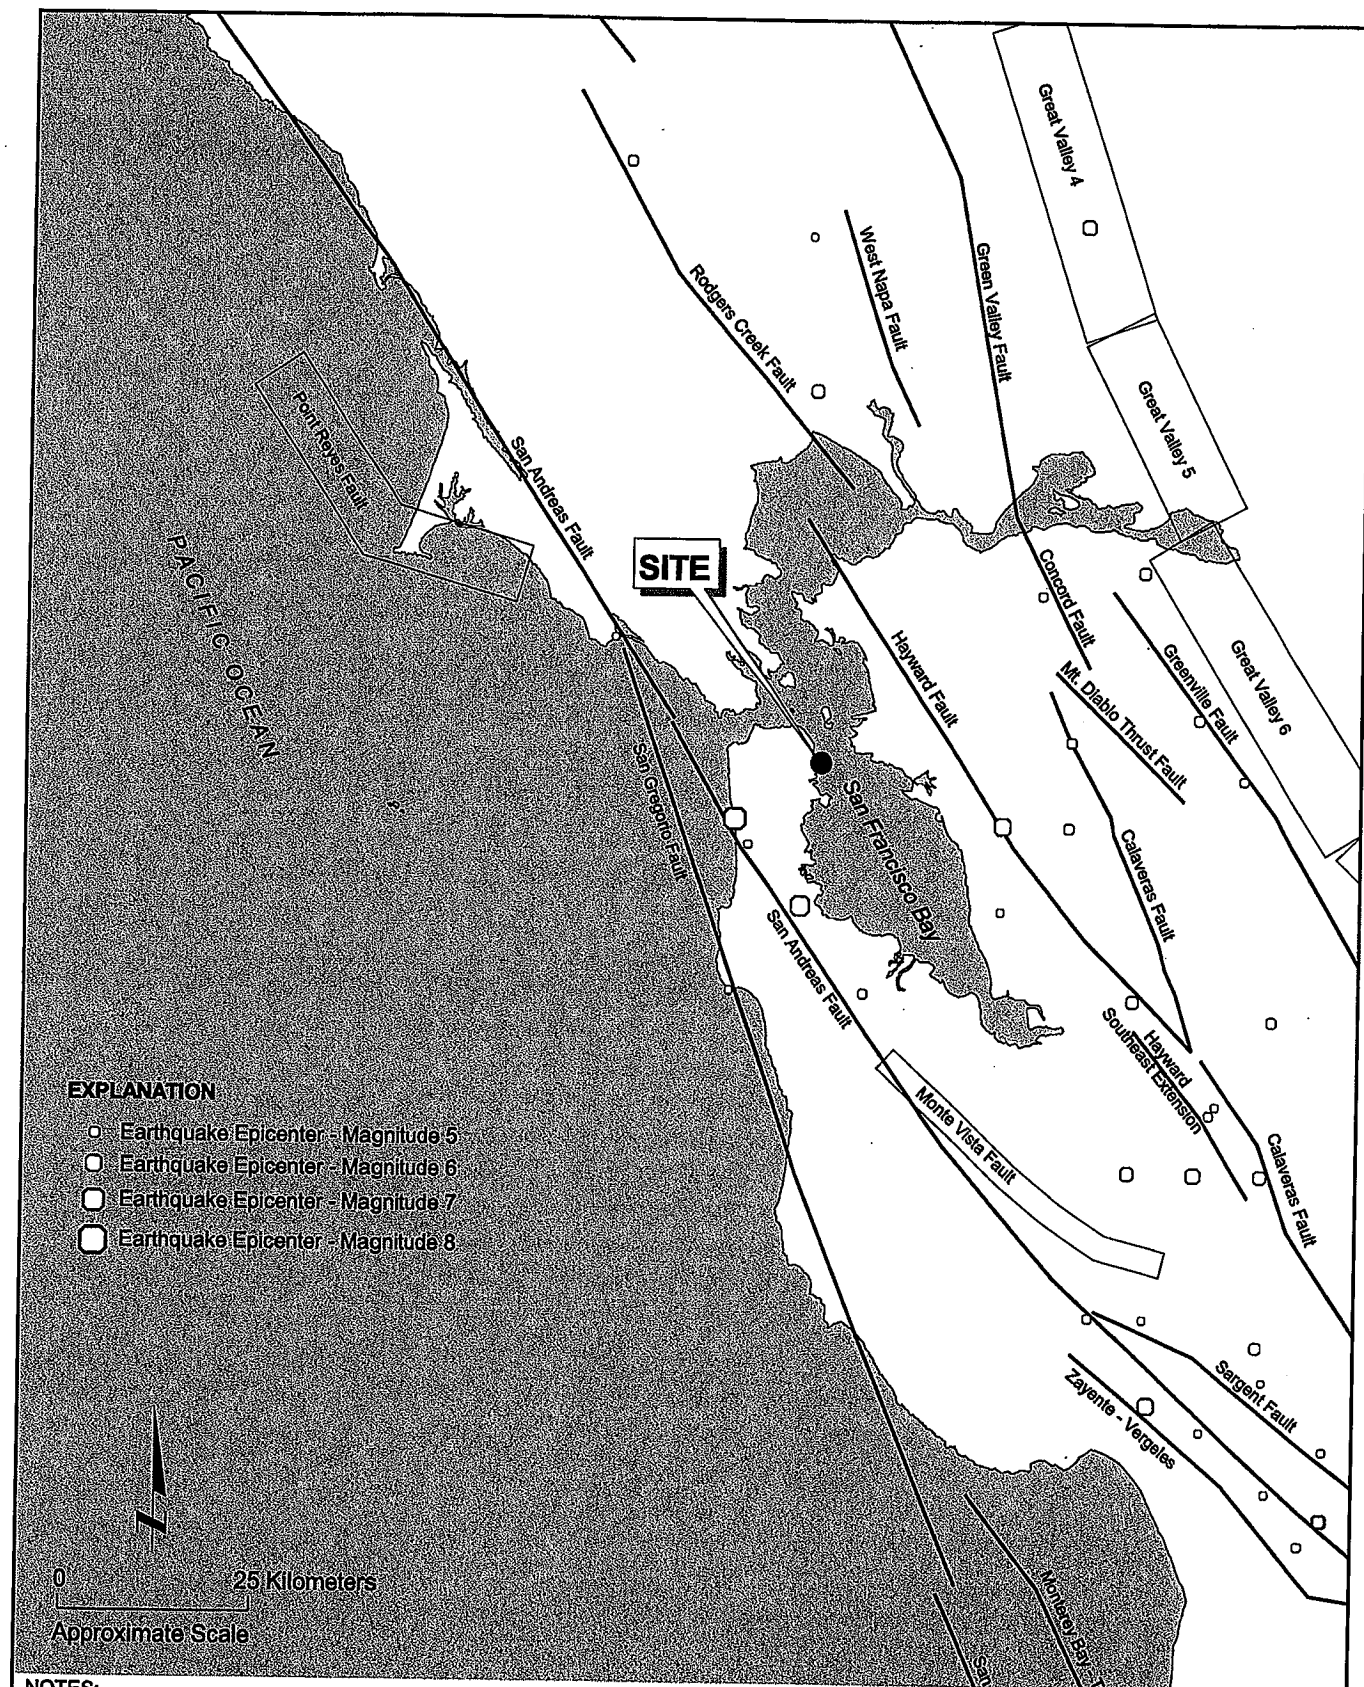 Great Valley 4
West Napa Fault
Green Valley Fault
Rodgers Creek Fault
Great Valley 5
Point Reyes Fault
San Andreas Fault
PACIFIC OCEAN
SITE
Concord Fault
Hayward Fault
Greenville Fault
Great Valley 6
Mt. Diablo Thrust Fault
San Gregorio Fault
San Francisco Bay
Calaveras Fault
San Andreas Fault
Hayward
Southeast Extension
Monte Vista Fault
Calaveras Fault
EXPLANATION
Earthquake Epicenter - Magnitude 5
Earthquake Epicenter - Magnitude 6
Earthquake Epicenter - Magnitude 7
Earthquake Epicenter - Magnitude 8
Sargent Fault
Zayente - Vergeles
0 25 Kilometers
Approximate Scale
Monterey Bay - T
San
NOTES: